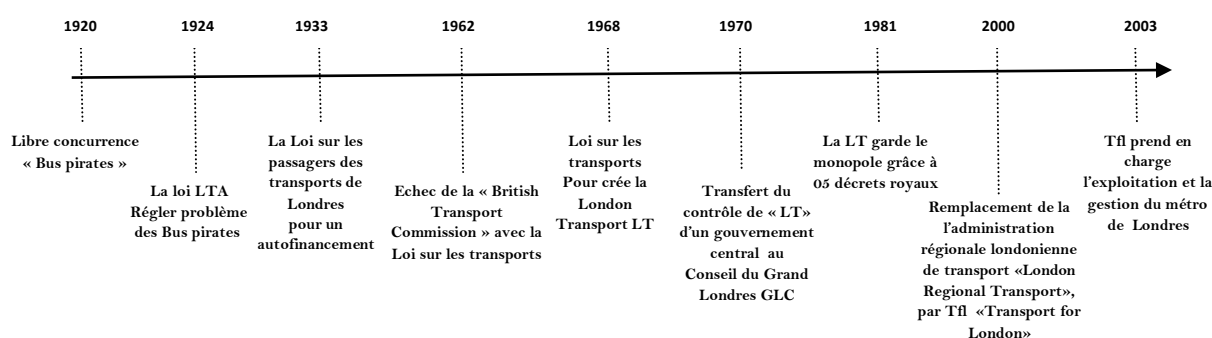 1920
1924
1933
1962
1968
1970
1981
2000
2003
Libre concurrence
« Bus pirates »
La loi LTA
Régler problème
des Bus pirates
La Loi sur les
passagers des
transports de
Londres
pour un
autofinancement
Echec de la « British
Transport
Commission » avec la
Loi sur les transports
Loi sur les
transports
Pour crée la
London
Transport LT
Transfert du
contrôle de « LT»
d'un gouvernement
central au
Conseil du Grand
Londres GLC
La LT garde le
monopole grâce à
05 décrets royaux
Remplacement de la
l'administration
régionale londonienne
de transport «London
Regional Transport»,
par Tfl «Transport for
London»
Tfl prend en
charge
l'exploitation et la
gestion du métro
de Londres